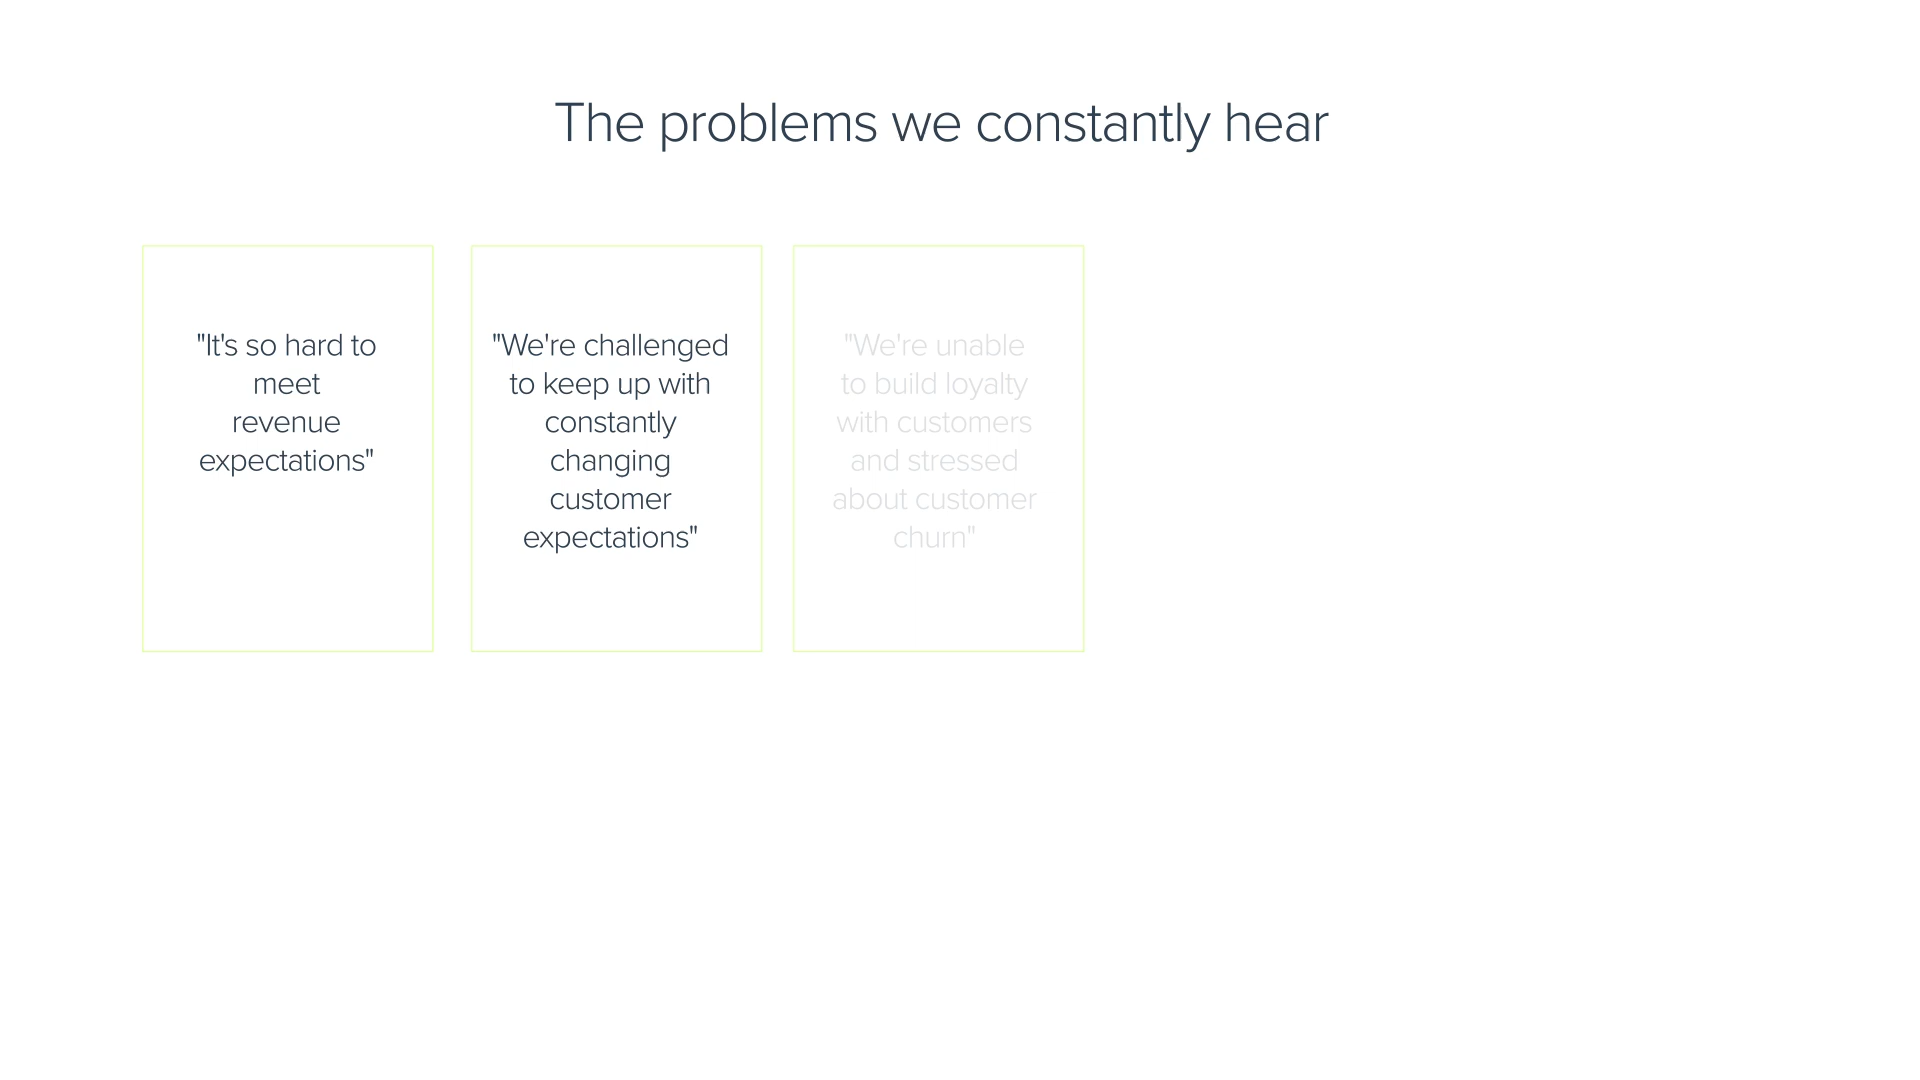 The problems we constantly hear
"It's so hard to
meet
revenue
expectations"
"We're challenged
to keep up with
constantly
changing
customer
expectations"
"We're unable
to build loyalty
with customers
and stressed
about customer
churn"